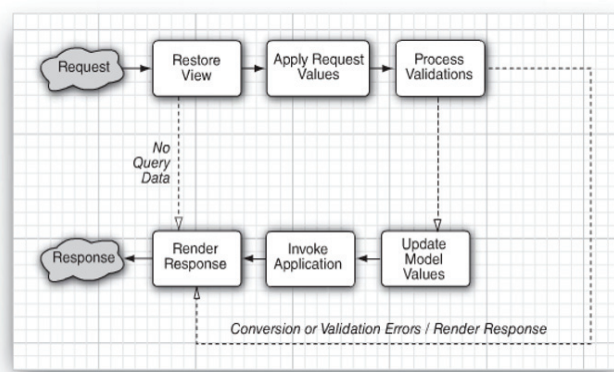 Request
Restore
View
Apply Request
Values
Process
Validations
No
Query
Data
Response
Render
Response
Invoke
Application
Update
Model
Values
Conversion or Validation Errors / Render Response